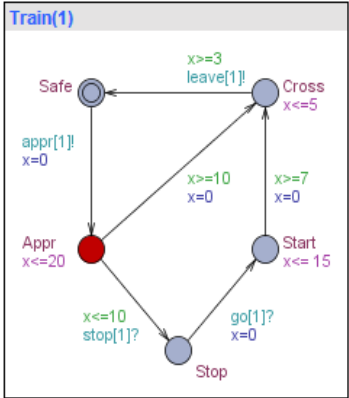 Train(1)
x>=3
leave[1]!
Safe
Cross
x<=5
appr[1]!
x=0
x>=10
x=0
x>=7
x=0
Appr
x<=20
Start
x<= 15
x<=10
stop[1]?
go[1]?
x=0
Stop